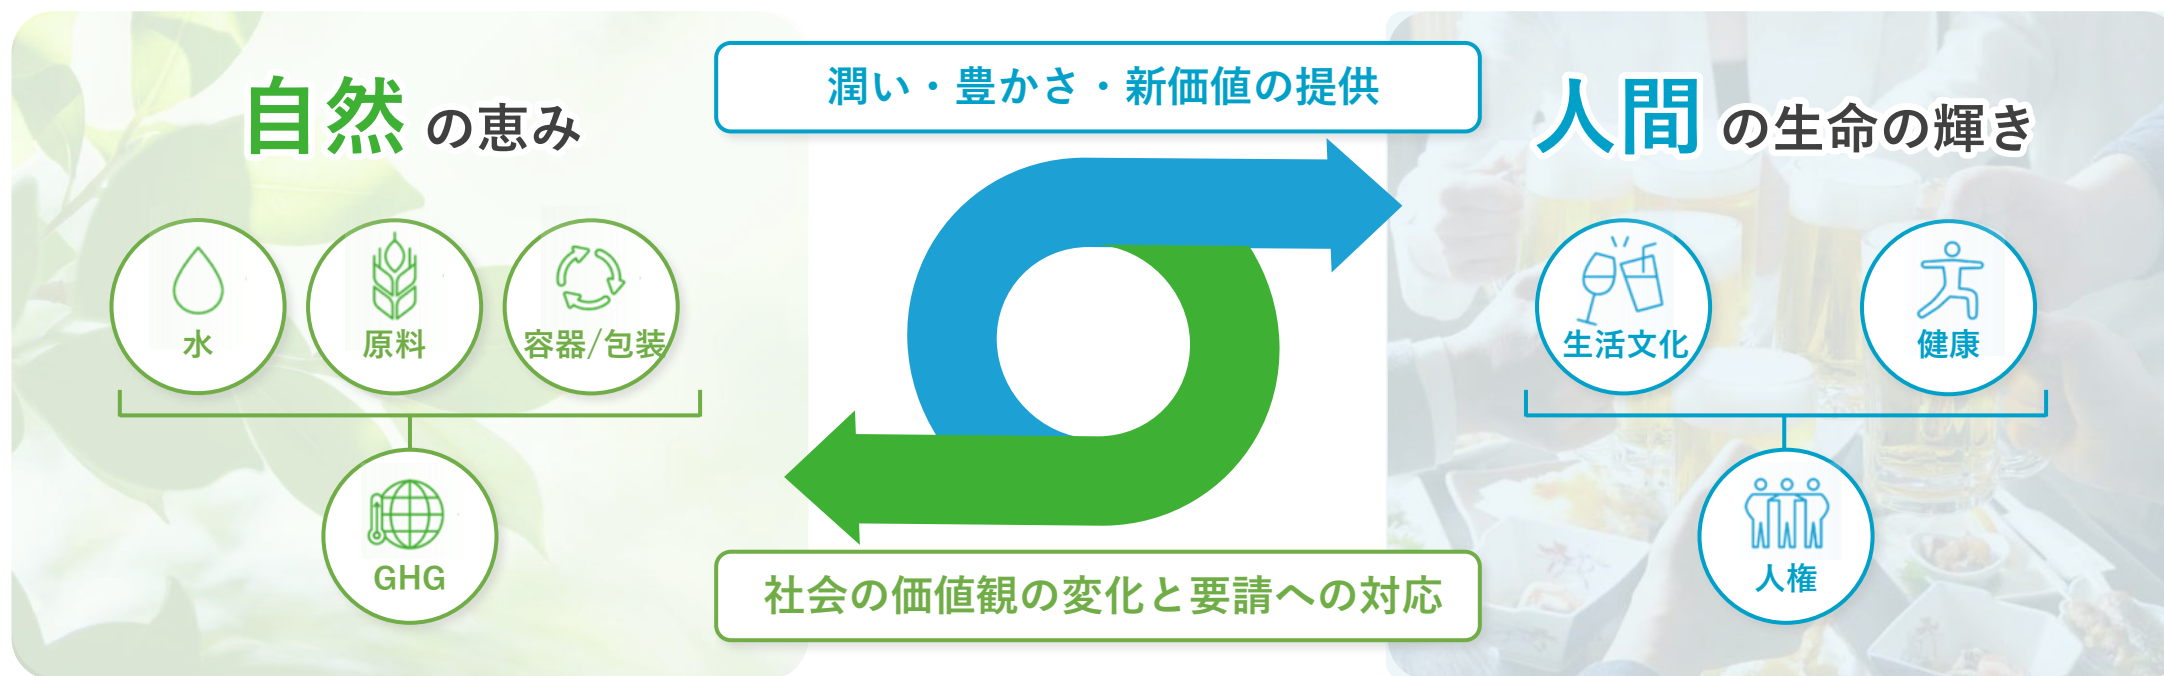 自然の恵み
水
原料
容器/包装
GHG
潤い・豊かさ・新価値の提供
社会の価値観の変化と要請への対応
人間の生命の輝き
生活文化
健康
人権